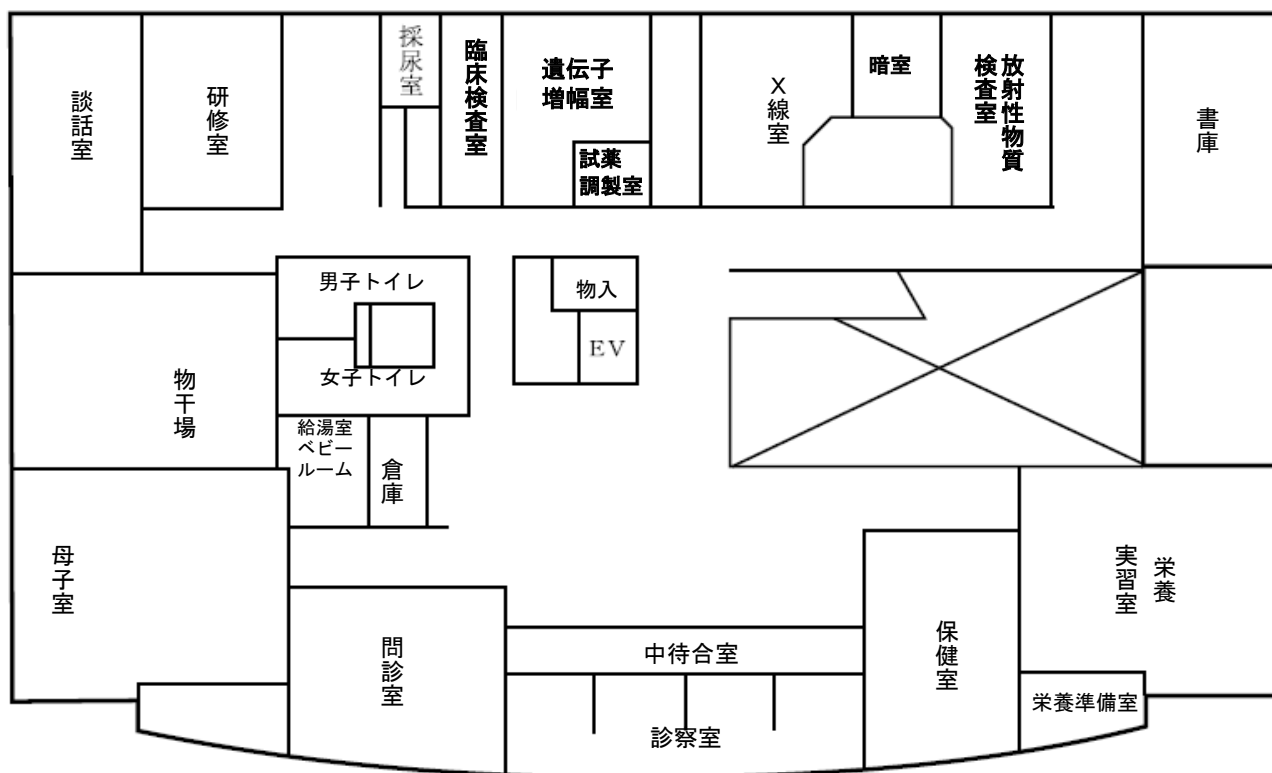 談話室
研修室
採尿室
臨床検査室
遺伝子
増幅室
試薬
調製室
X線室
暗室
放射性物質
検査室
書庫
男子トイレ
女子トイレ
物入
EV
物干場
給湯室
ベビー
ルーム
倉庫
母子室
問診室
中待合室
診察室
保健室
栄養
実習室
栄養準備室